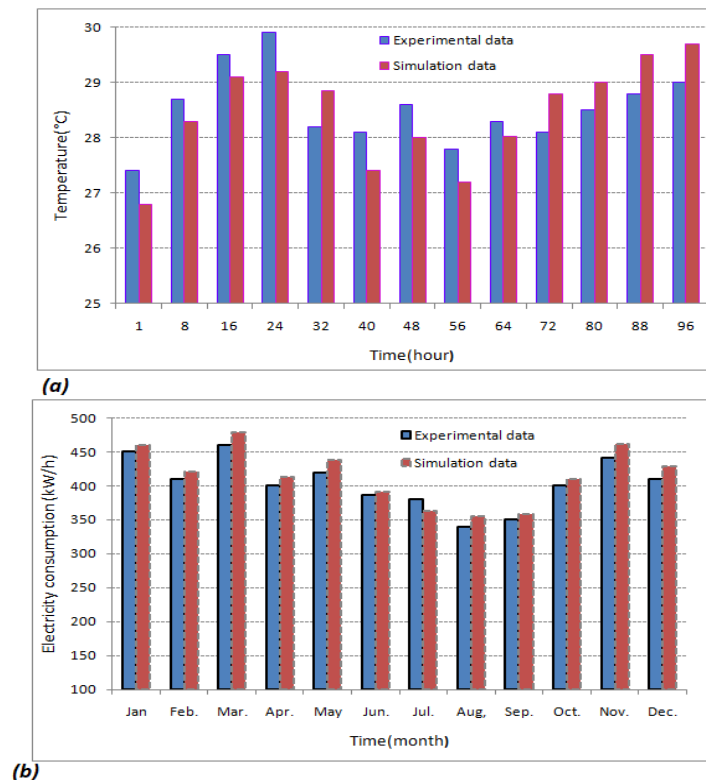 30
29
28
27
26
25
Temperature(°C)
Experimental data
Simulation data
1 8 16 24 32 40 48 56 64 72 80 88 96
Time(hour)
(a)
500
450
400
350
300
250
200
150
100
Electricity consumption(kW/h)
Experimental data
Simulation data
Jan Feb. Mar. Apr. May Jun. Jul. Aug, Sep. Oct. Nov. Dec.
Time(month)
(b)